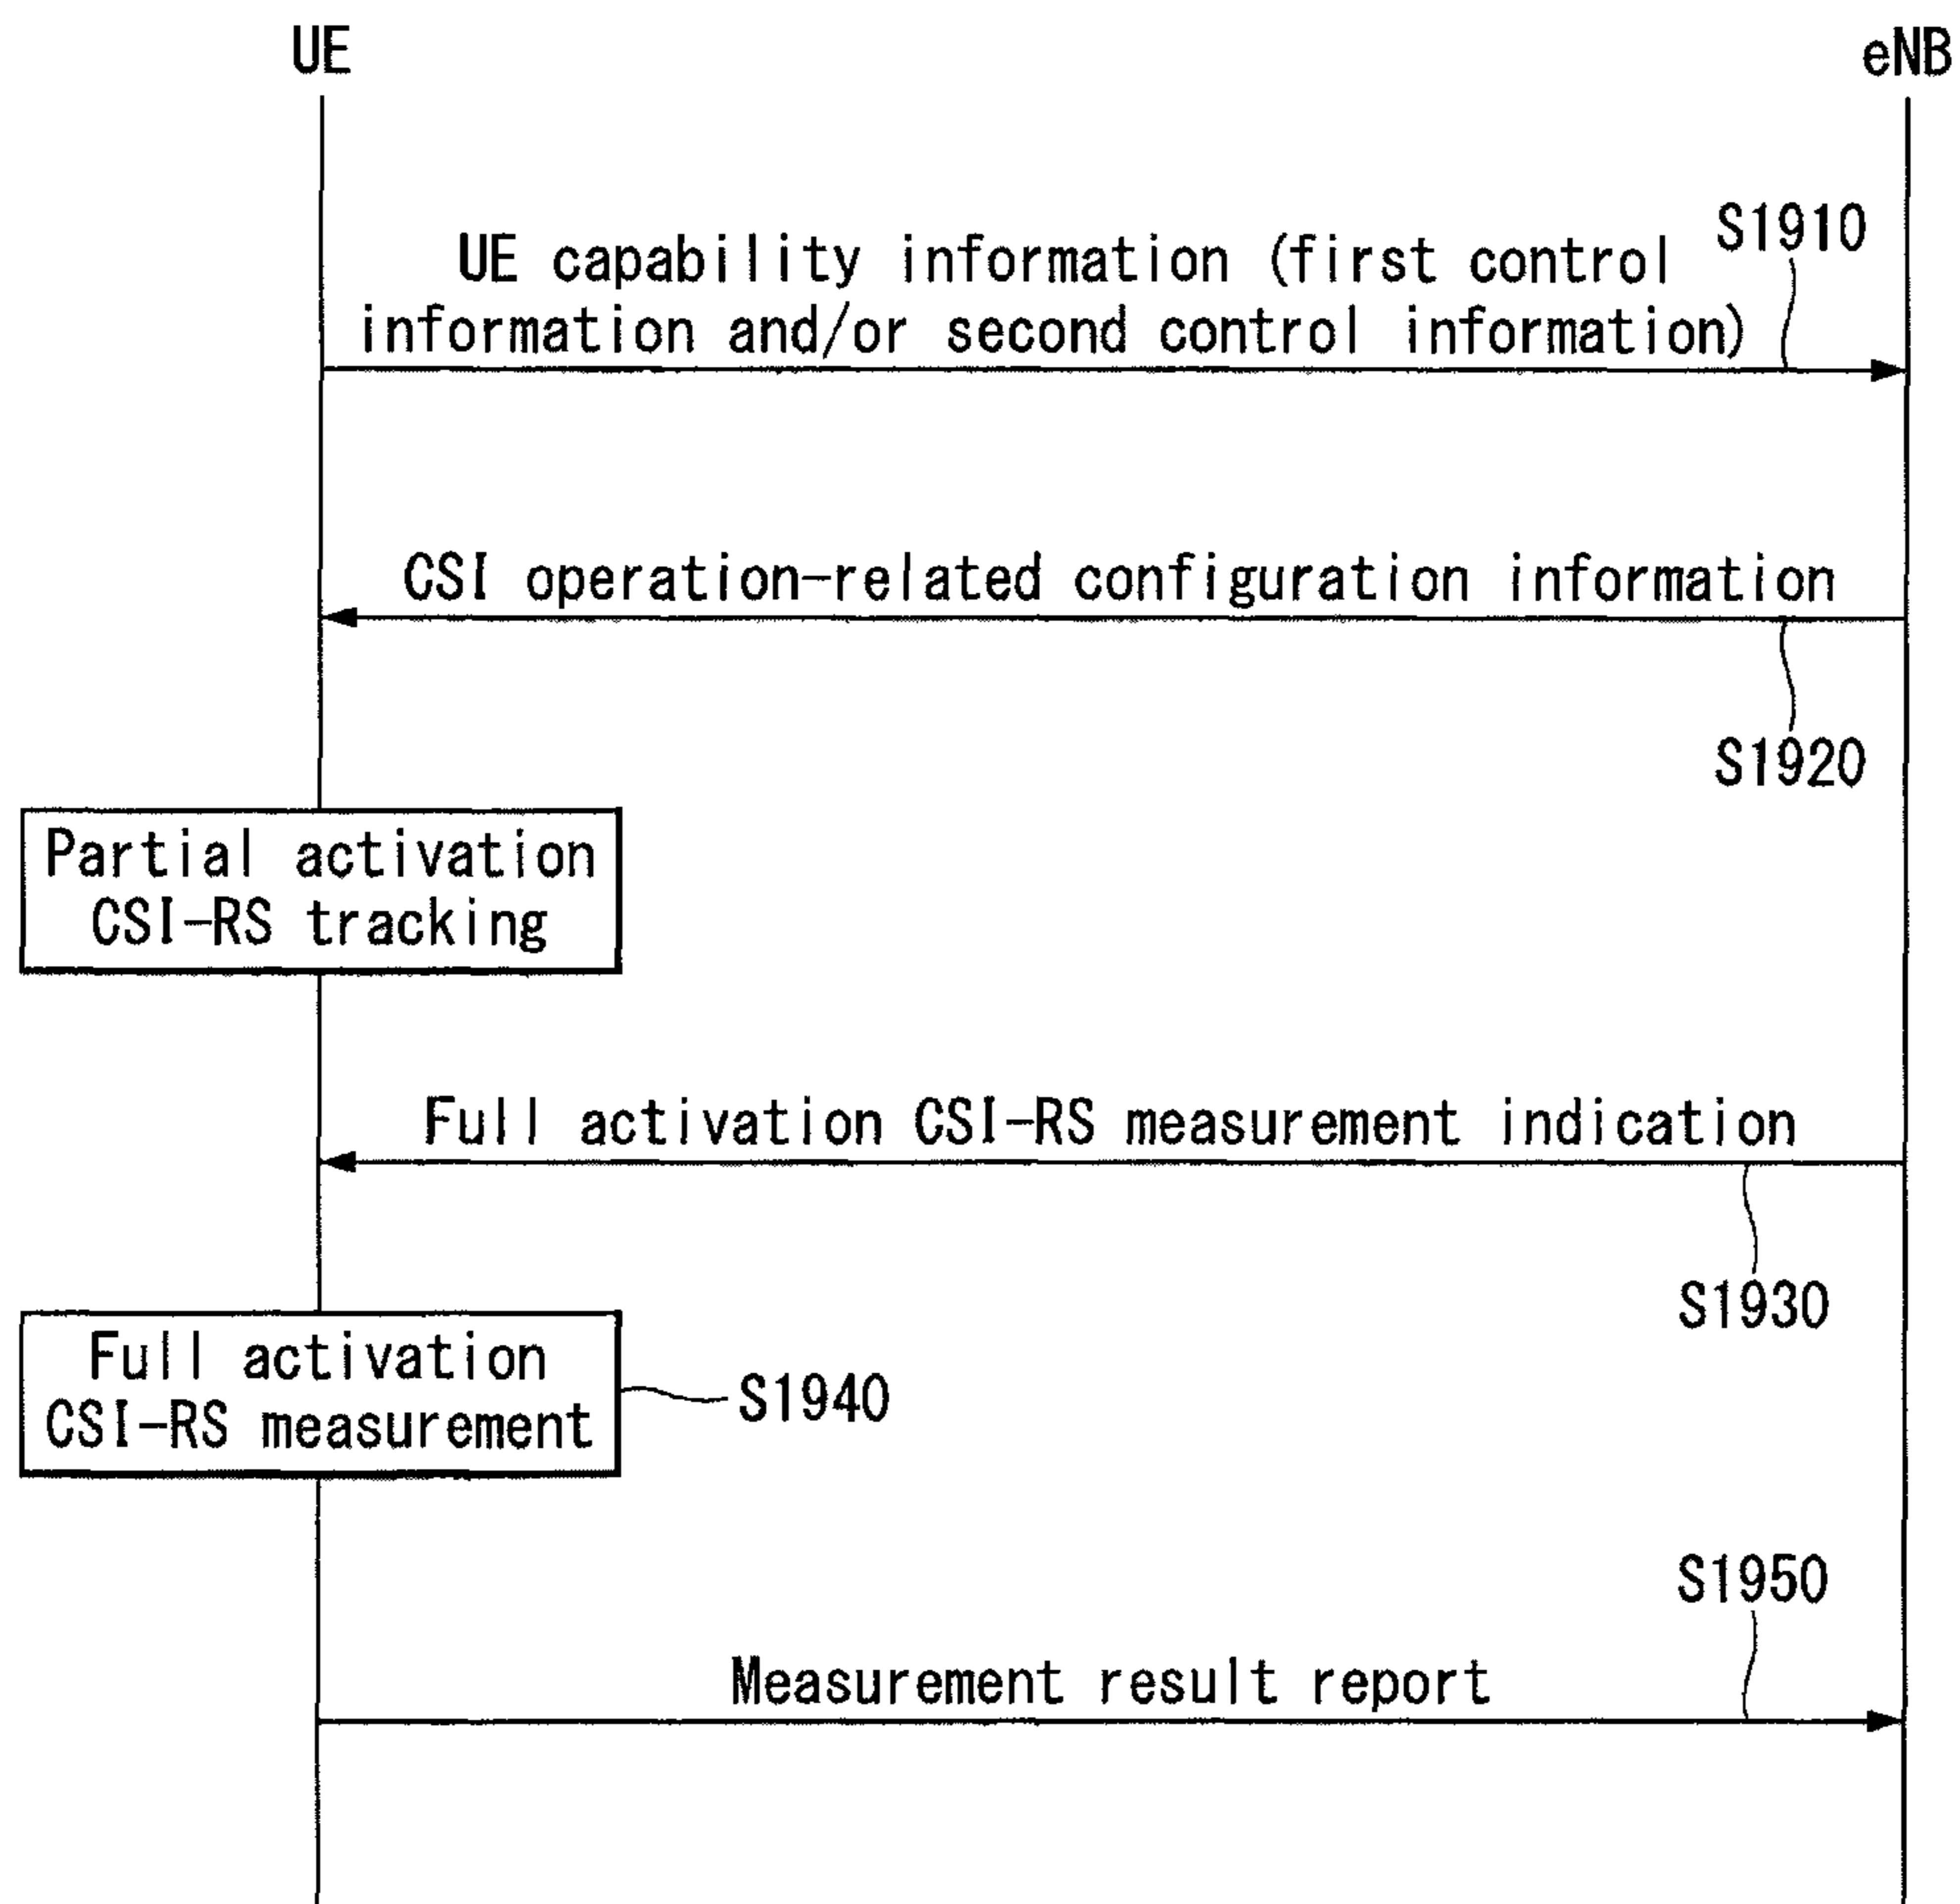 UE
eNB
S1910
UE capability information (first control
information and/or second control information)
CSI operation-related configuration information
S1920
Partial activation
CSI-RS tracking
Full activation CSI-RS measurement indication
S1930
Full activation
CSI-RS measurement
S1940
S1950
Measurement result report